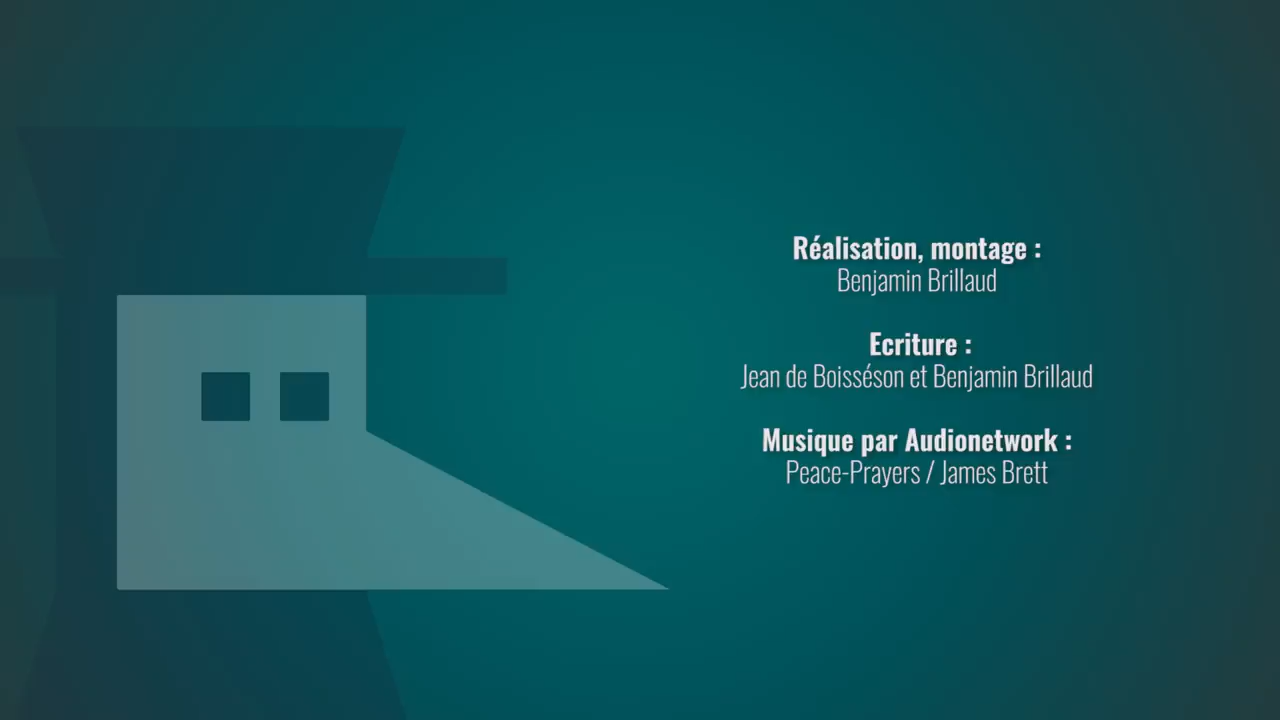 Réalisation, montage :
Benjamin Brillaud
Ecriture :
Jean de Boisséson et Benjamin Brillaud
Musique par Audionetwork :
Peace-Prayers / James Brett